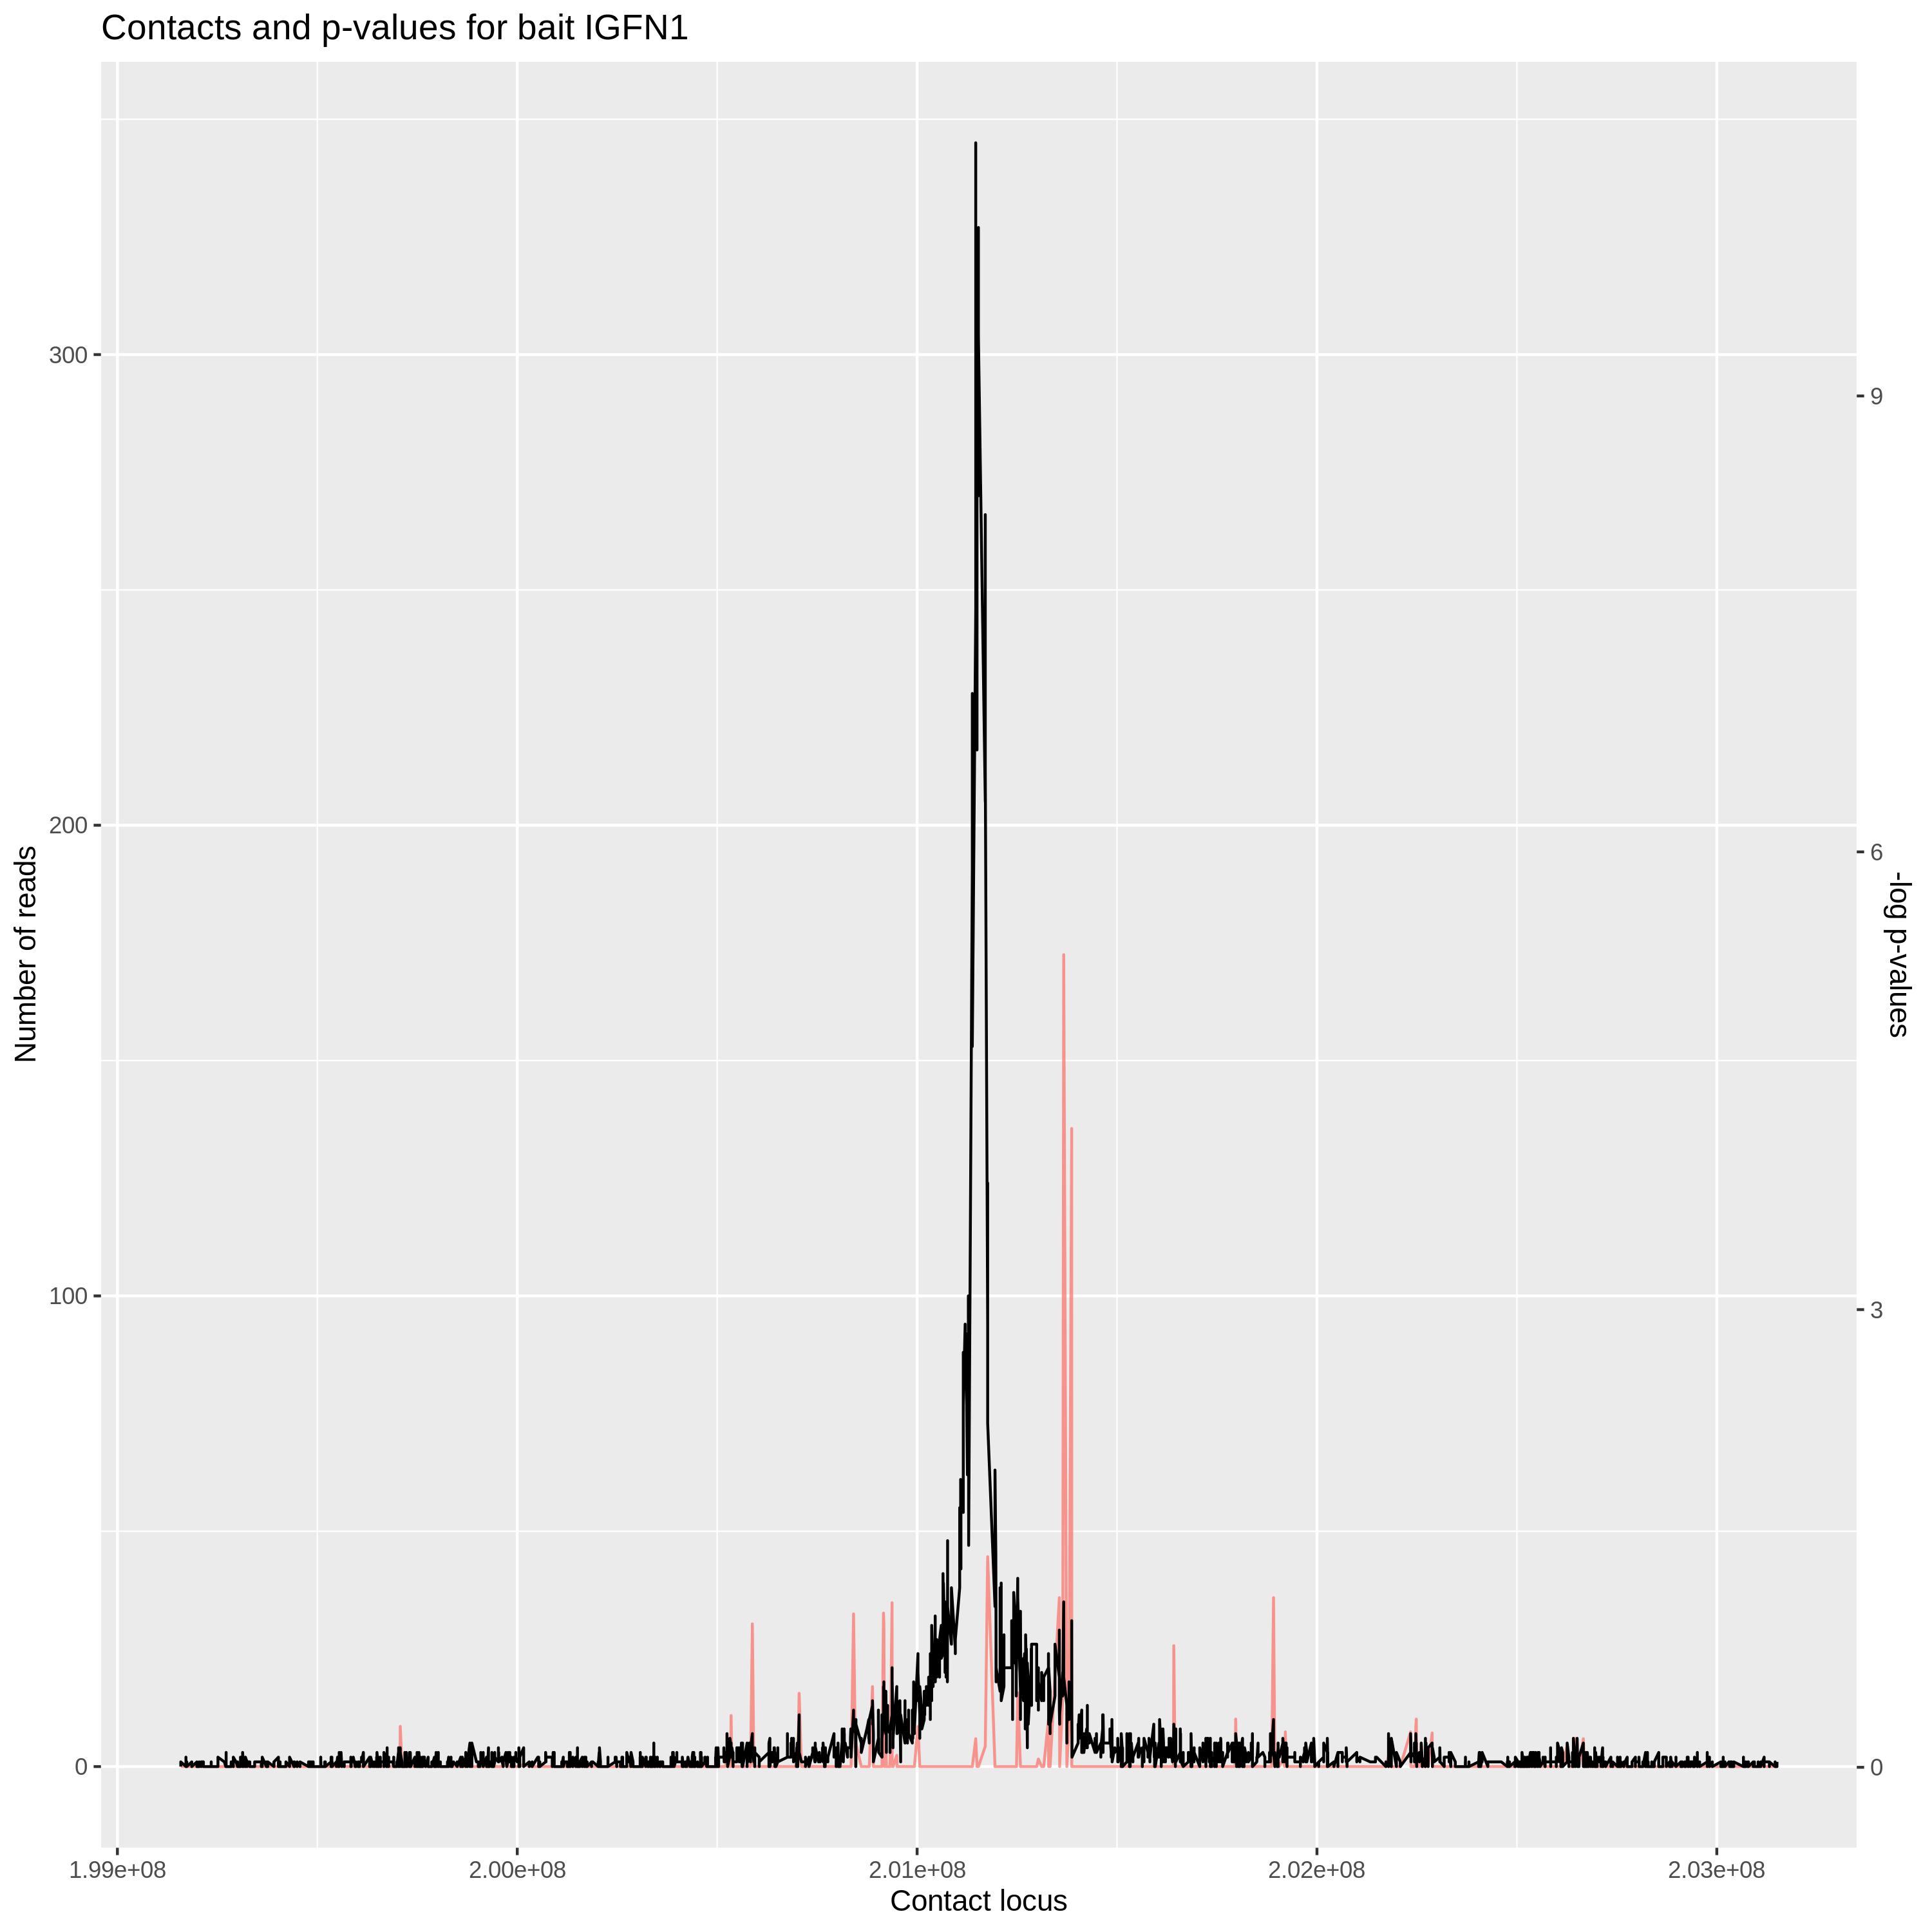 Contacts and p-values for bait IGFN1
300
200
100
0
Number of reads
9
6
3
0
-log p-values
1.99e+08 2.00e+08 2.01e+08 2.02e+08 2.03e+08
Contact locus